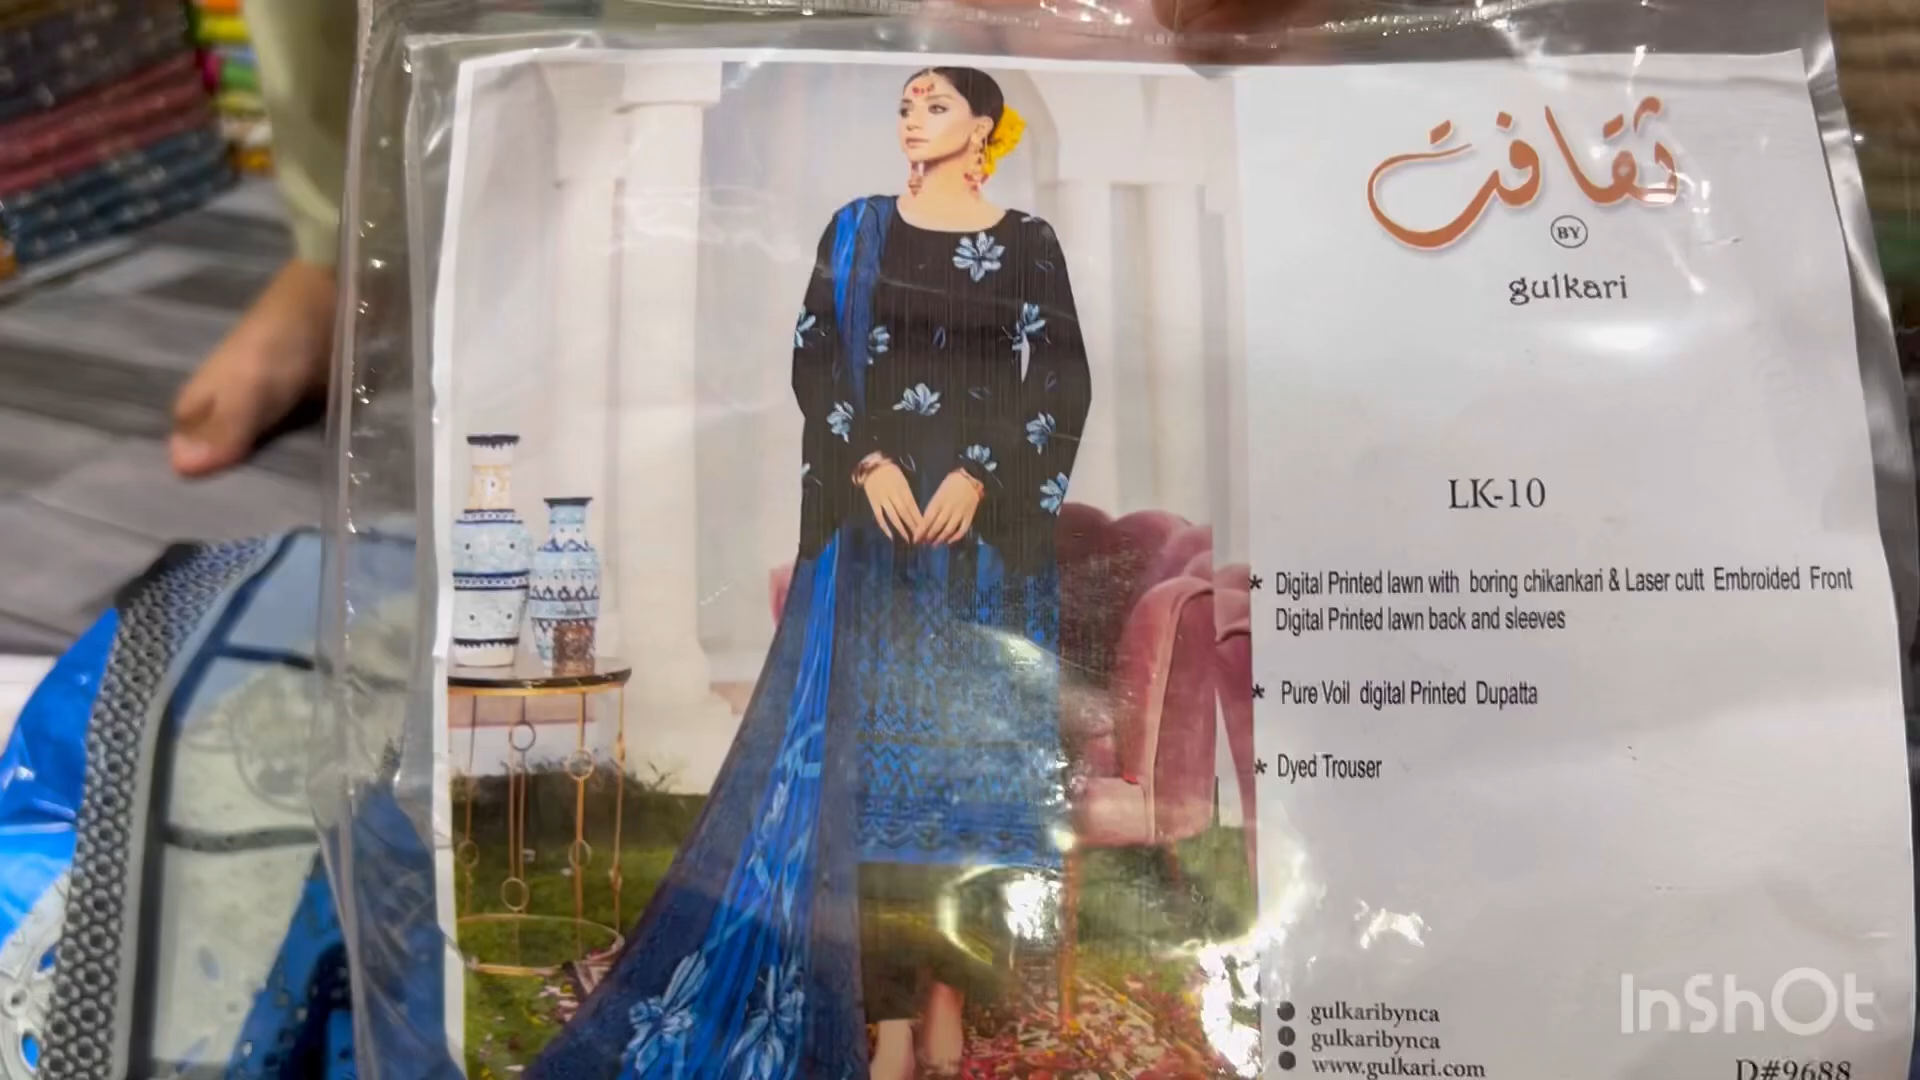 ثقافت
BY
gulkari
LK-10
* Digital Printed lawn with boring chikankari & Laser cutt Embroided Front
Digital Printed lawn back and sleeves
* Pure Voil digital Printed Dupatta
* Dyed Trouser
gulkaribynca
gulkaribynca
www.gulkari.com
D#9688
InShOt